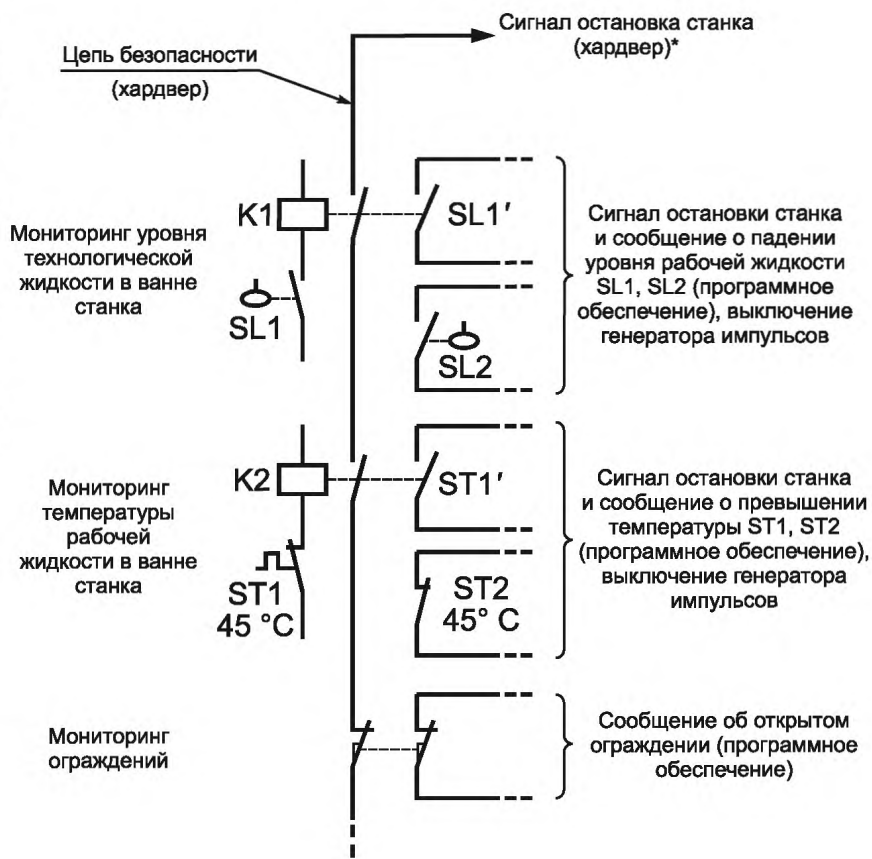 Сигнал остановка станка
(хардвер)*
Цепь безопасности
(хардвер)
K1
SL1′
Мониторинг уровня
технологической
жидкости в ванне
станка
SL1
SL2
Сигнал остановки станка
и сообщение о падении
уровня рабочей жидкости
SL1, SL2 (программное
обеспечение), выключение
генератора импульсов
K2
ST1′
Мониторинг
температуры
рабочей
жидкости в ванне
станка
ST1
45 °C
ST2
45° C
Сигнал остановки станка
и сообщение о превышении
температуры ST1, ST2
(программное обеспечение),
выключение генератора
импульсов
Мониторинг
ограждений
Сообщение об открытом
ограждении (программное
обеспечение)